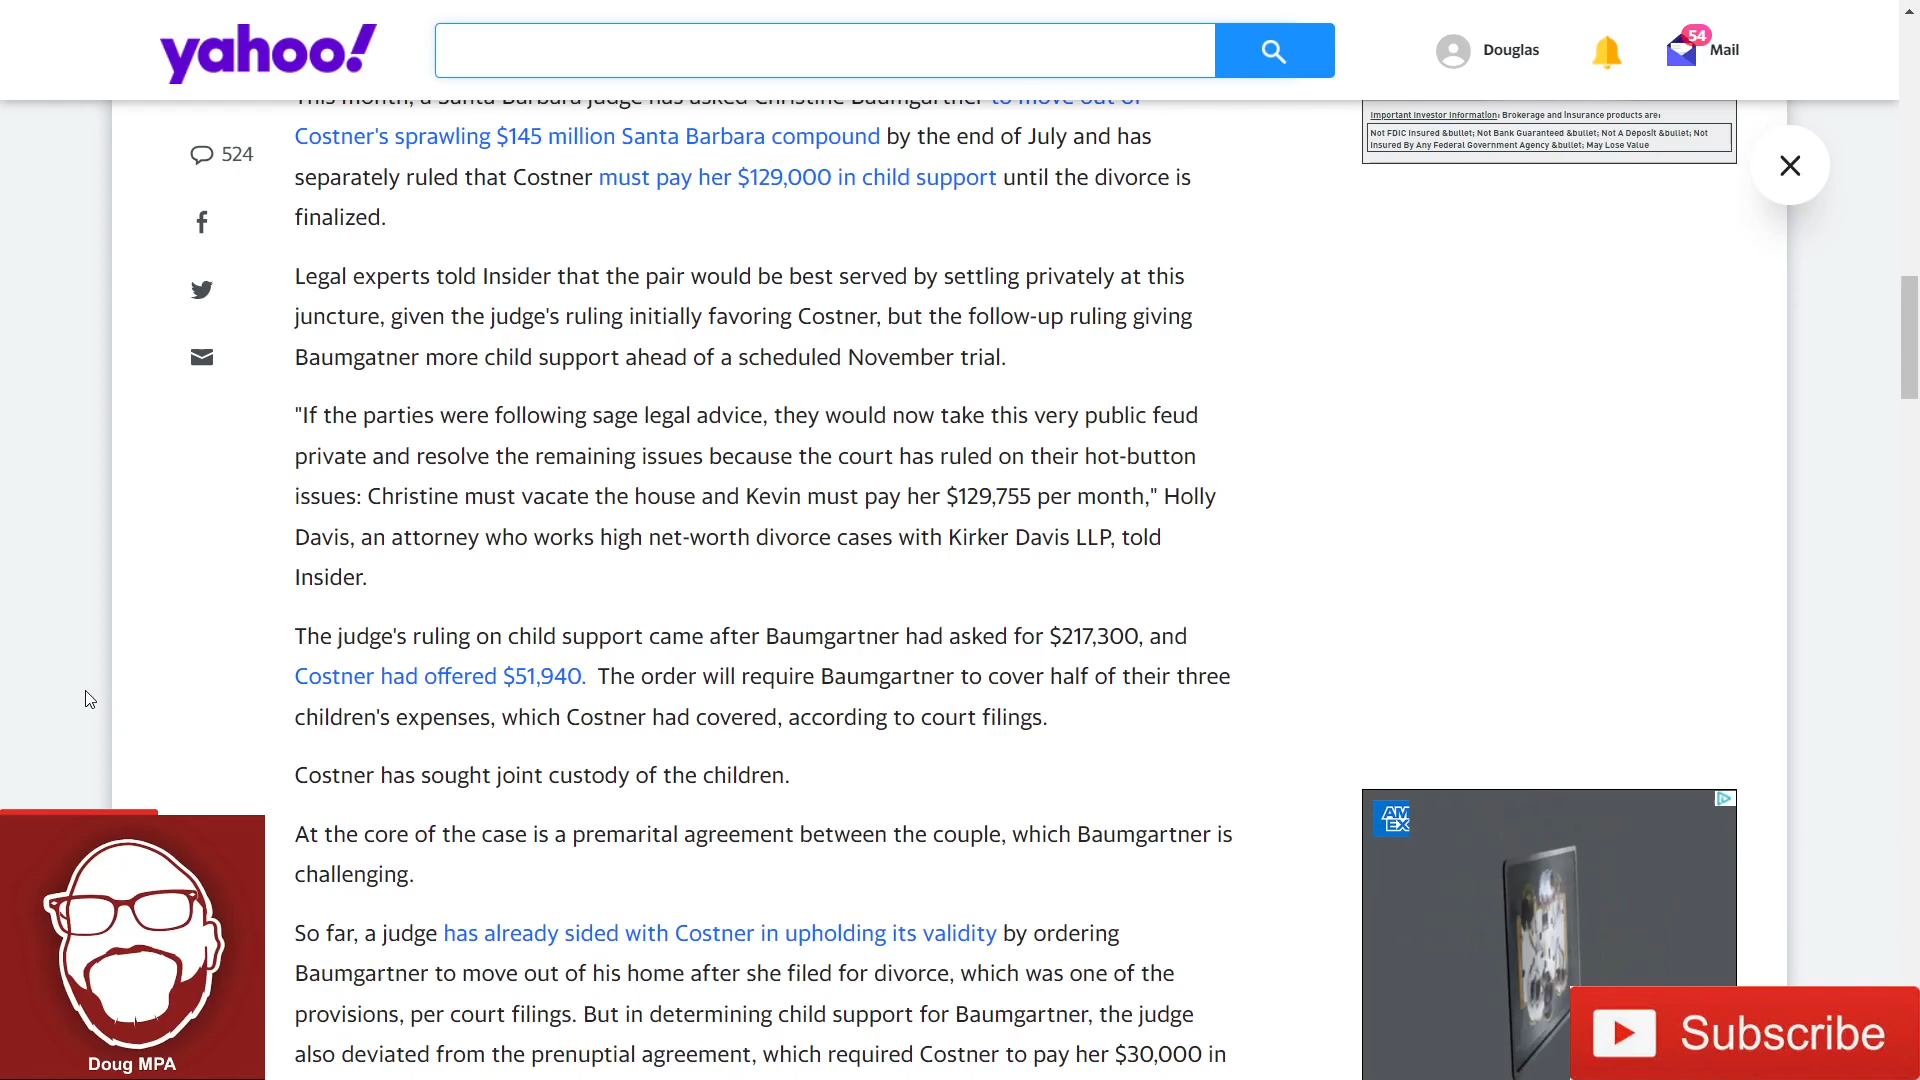 yahoo!
Douglas
54
Mail
This month, a Santa Barbara judge has asked Christine Baumgartner to move out of
Costner's sprawling $145 million Santa Barbara compound by the end of July and has
separately ruled that Costner must pay her $129,000 in child support until the divorce is
finalized.
524
Legal experts told Insider that the pair would be best served by settling privately at this
juncture, given the judge's ruling initially favoring Costner, but the follow-up ruling giving
Baumgatner more child support ahead of a scheduled November trial.
"If the parties were following sage legal advice, they would now take this very public feud
private and resolve the remaining issues because the court has ruled on their hot-button
issues: Christine must vacate the house and Kevin must pay her $129,755 per month," Holly
Davis, an attorney who works high net-worth divorce cases with Kirker Davis LLP, told
Insider.
The judge's ruling on child support came after Baumgartner had asked for $217,300, and
Costner had offered $51,940. The order will require Baumgartner to cover half of their three
children's expenses, which Costner had covered, according to court filings.
Costner has sought joint custody of the children.
At the core of the case is a premarital agreement between the couple, which Baumgartner is
challenging.
So far, a judge has already sided with Costner in upholding its validity by ordering
Baumgartner to move out of his home after she filed for divorce, which was one of the
provisions, per court filings. But in determining child support for Baumgartner, the judge
also deviated from the prenuptial agreement, which required Costner to pay her $30,000 in
Important Investor Information: Brokerage and insurance products are:
Not FDIC Insured &bullet; Not Bank Guaranteed &bullet; Not A Deposit &bullet; Not
Insured By Any Federal Government Agency &bullet; May Lose Value
AM
EX
Doug MPA
Subscribe